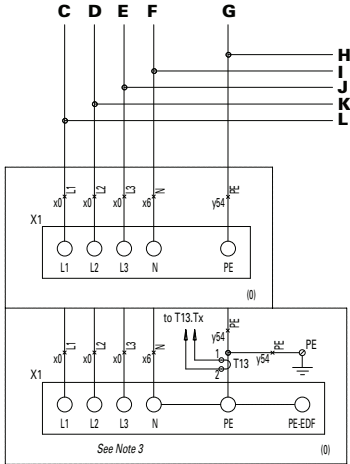 C D E F G
H
I
J
K
L
x0 L1 x0 L2 x0 L3 x6 N y54 PE
X1
L1 L2 L3 N PE
(0)
to T13.Tx
x0 L1 x0 L2 x0 L3 x6 N y54 PE
1 y54 PE PE
2 T13
X1
L1 L2 L3 N PE PE-EDF
See Note 3 (0)